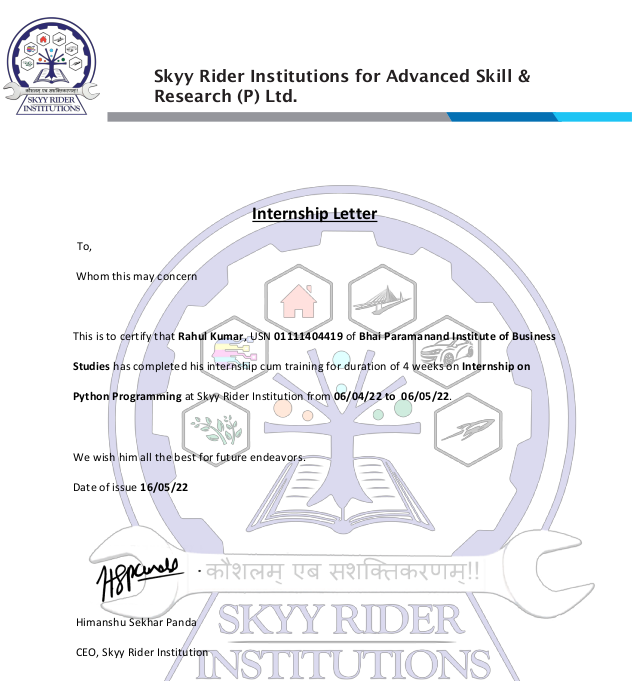 Skyy Rider Institutions for Advanced Skill &
Research (P) Ltd.
कौशलम् एब सशक्तिकरणम्!!
SKYY RIDER
INSTITUTIONS
Internship Letter
To,
Whom this may concern
This is to certify that Rahul Kumar, USN 01111404419 of Bhai Paramanand Institute of Business
Studies has completed his internship cum training for duration of 4 weeks on Internship on
Python Programming at Skyy Rider Institution from 06/04/22 to 06/05/22.
We wish him all the best for future endeavors.
Date of issue 16/05/22
कौशलम् एब सशक्तिकरणम्!!
Himanshu Sekhar Panda
SKYY RIDER
CEO, Skyy Rider Institution
INSTITUTIONS